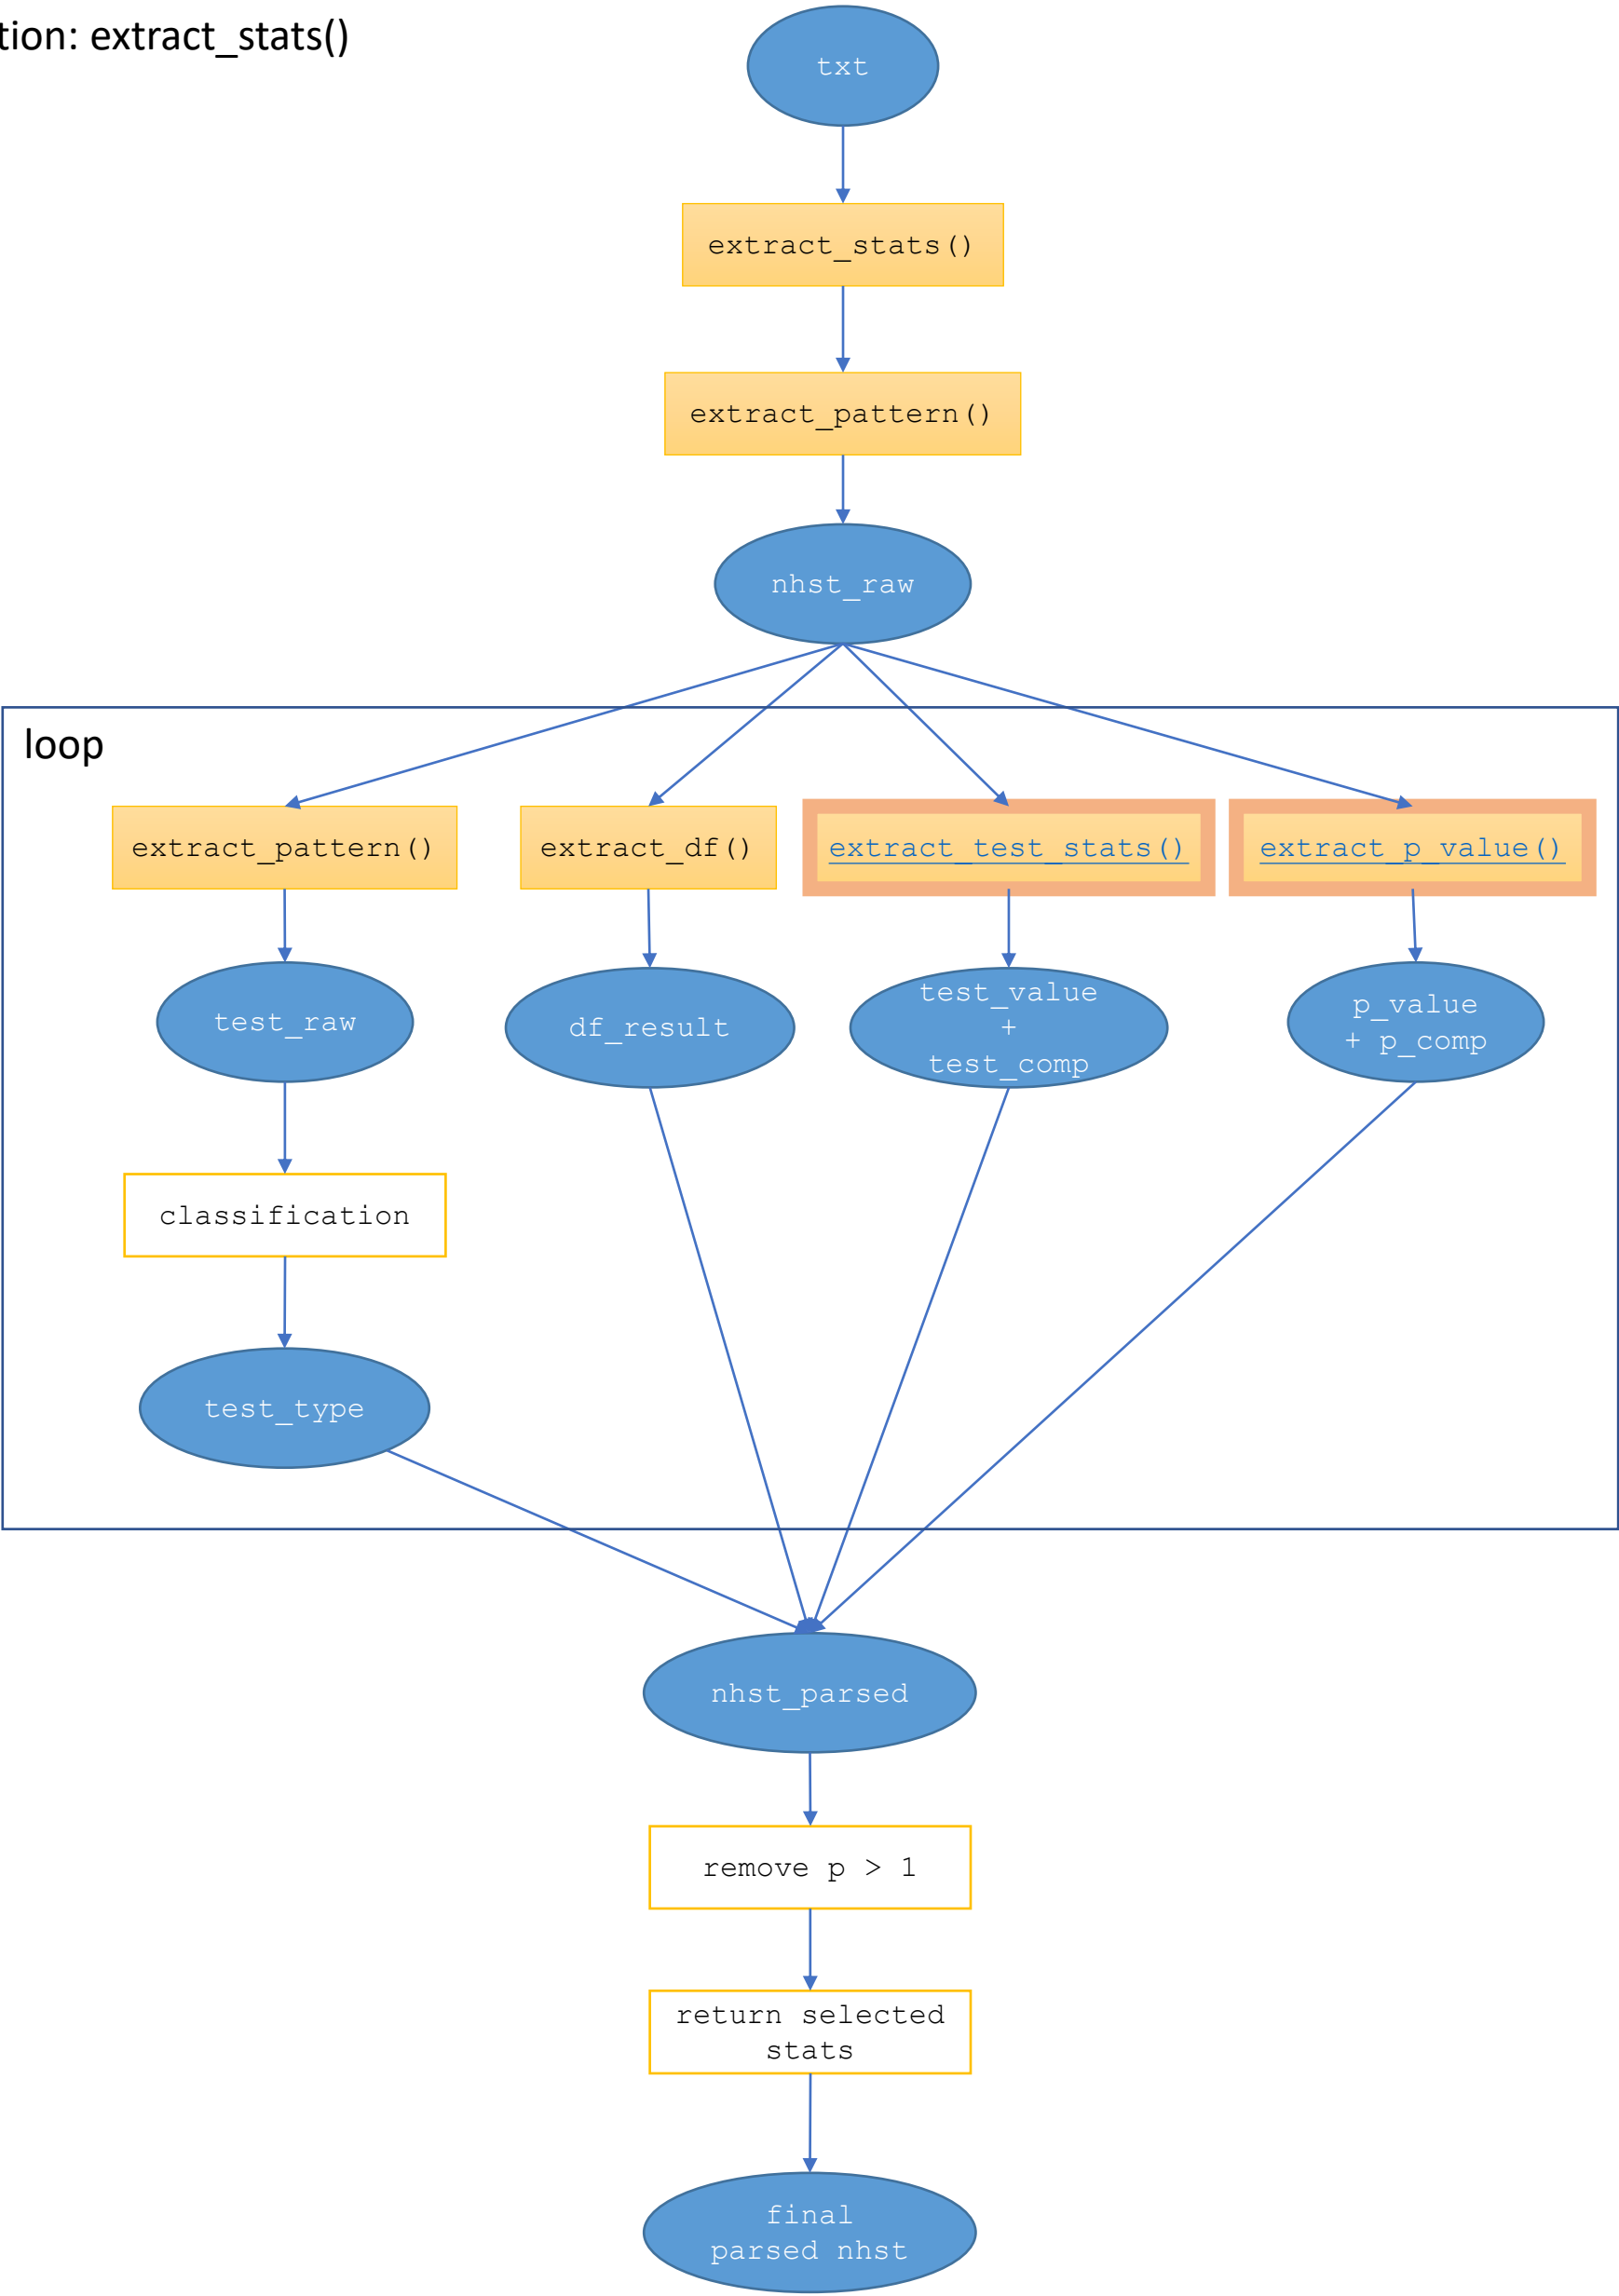 tion: extract_stats()
txt
extract_stats()
extract_pattern()
nhst_raw
loop
extract_pattern()
extract_df()
extract_test_stats()
extract_p_value()
test_raw
df_result
test_value
+
test_comp
p_value
+ p_comp
classification
test_type
nhst_parsed
remove p > 1
return selected
stats
final
parsed nhst